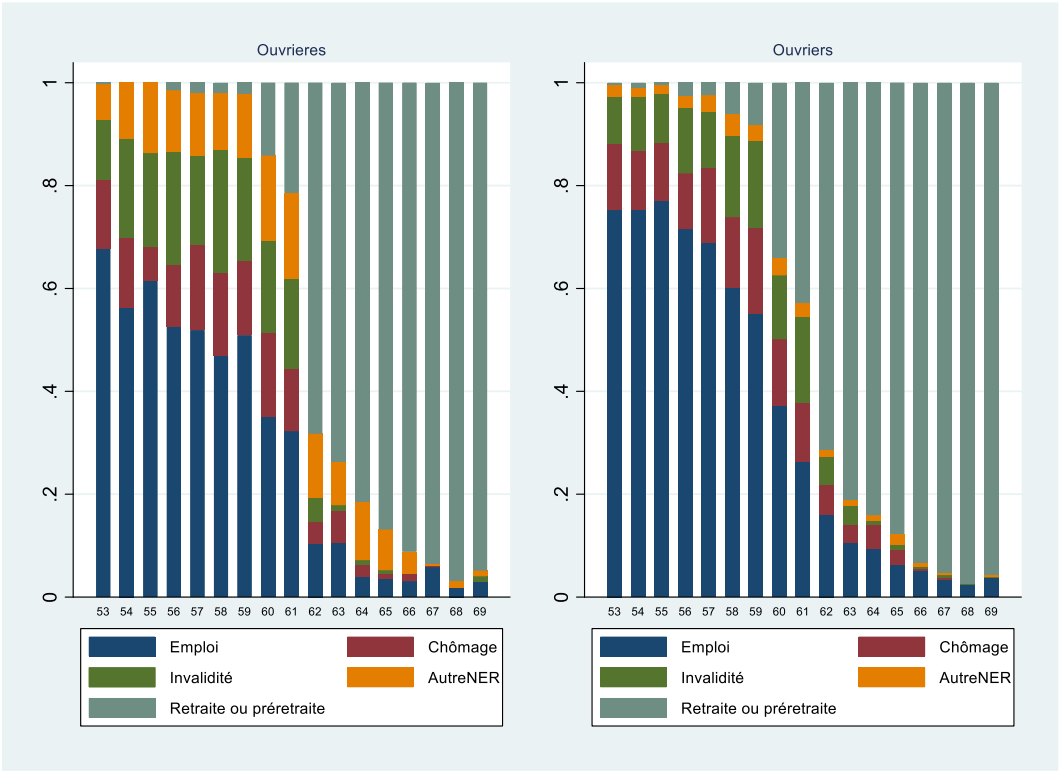 Ouvrieres
1
.8
.6
.4
.2
0
53 54 55 56 57 58 59 60 61 62 63 64 65 66 67 68 69
Emploi Chômage
Invalidité AutreNER
Retraite ou préretraite
Ouvriers
1
.8
.6
.4
.2
0
53 54 55 56 57 58 59 60 61 62 63 64 65 66 67 68 69
Emploi Chômage
Invalidité AutreNER
Retraite ou préretraite